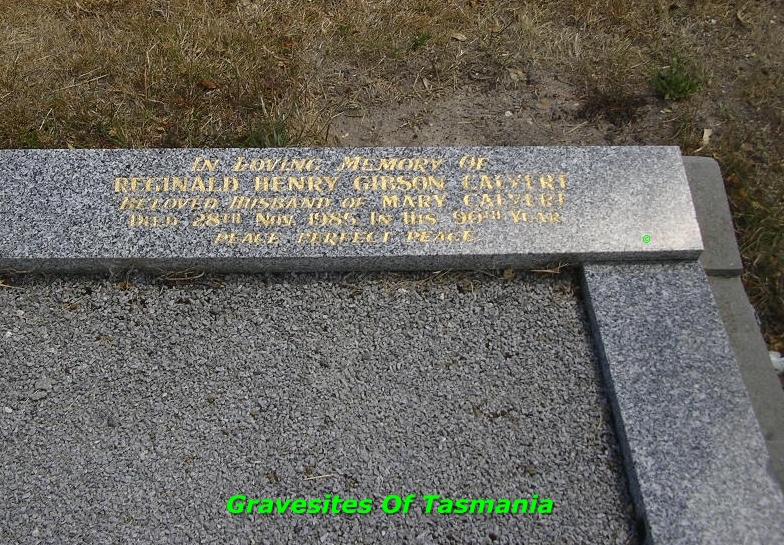 In Loving Memory Of
REGINALD HENRY GIBSON CALVERT
Beloved Husband of MARY CALVERT
Died 28th Nov. 1985 In His 90th Year
Peace Perfect Peace
©
Gravesites Of Tasmania